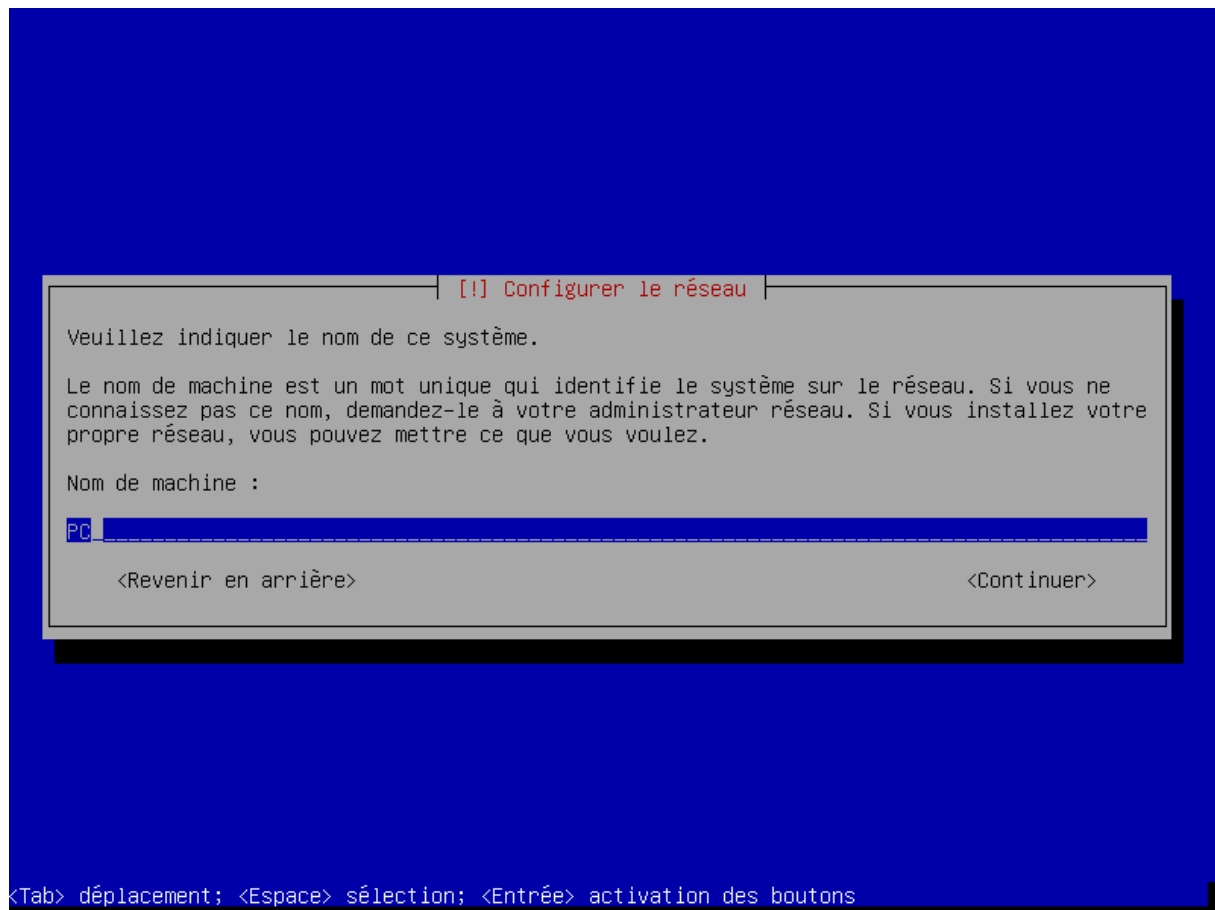 [!] Configurer le réseau
Veuillez indiquer le nom de ce système.
Le nom de machine est un mot unique qui identifie le système sur le réseau. Si vous ne
connaissez pas ce nom, demandez-le à votre administrateur réseau. Si vous installez votre
propre réseau, vous pouvez mettre ce que vous voulez.
Nom de machine :
PC
<Revenir en arrière> <Continuer>
<Tab> déplacement; <Espace> sélection; <Entrée> activation des boutons